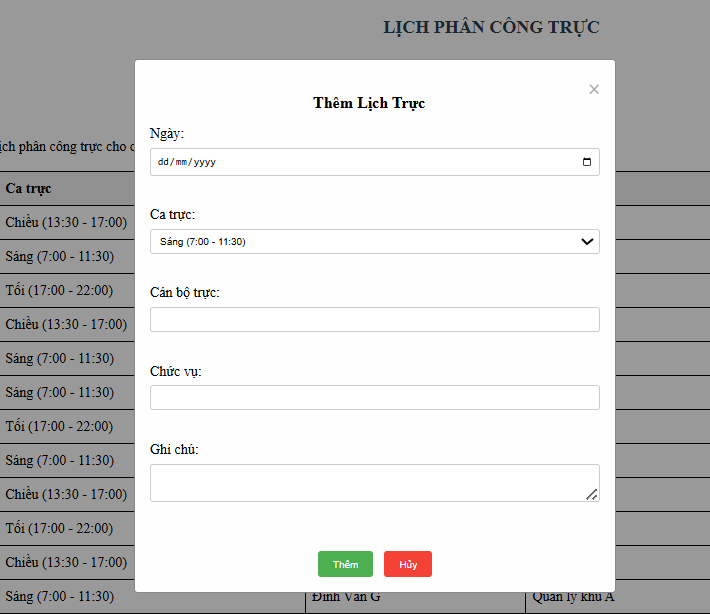 LỊCH PHÂN CÔNG TRỰC
×
Thêm Lịch Trực
Ngày:
ịch phân công trực cho c
dd/mm/yyyy
Ca trực
Ca trực:
Chiều (13:30 - 17:00)
Sáng (7:00 - 11:30)
Sáng (7:00 - 11:30)
Tối (17:00 - 22:00)
Cán bộ trực:
Chiều (13:30 - 17:00)
Sáng (7:00 - 11:30)
Chức vụ:
Sáng (7:00 - 11:30)
Tối (17:00 - 22:00)
Ghi chú:
Sáng (7:00 - 11:30)
Chiều (13:30 - 17:00)
Tối (17:00 - 22:00)
Chiều (13:30 - 17:00)
Thêm Hủy
Sáng (7:00 - 11:30) Đinh Văn G Quản lý khu A